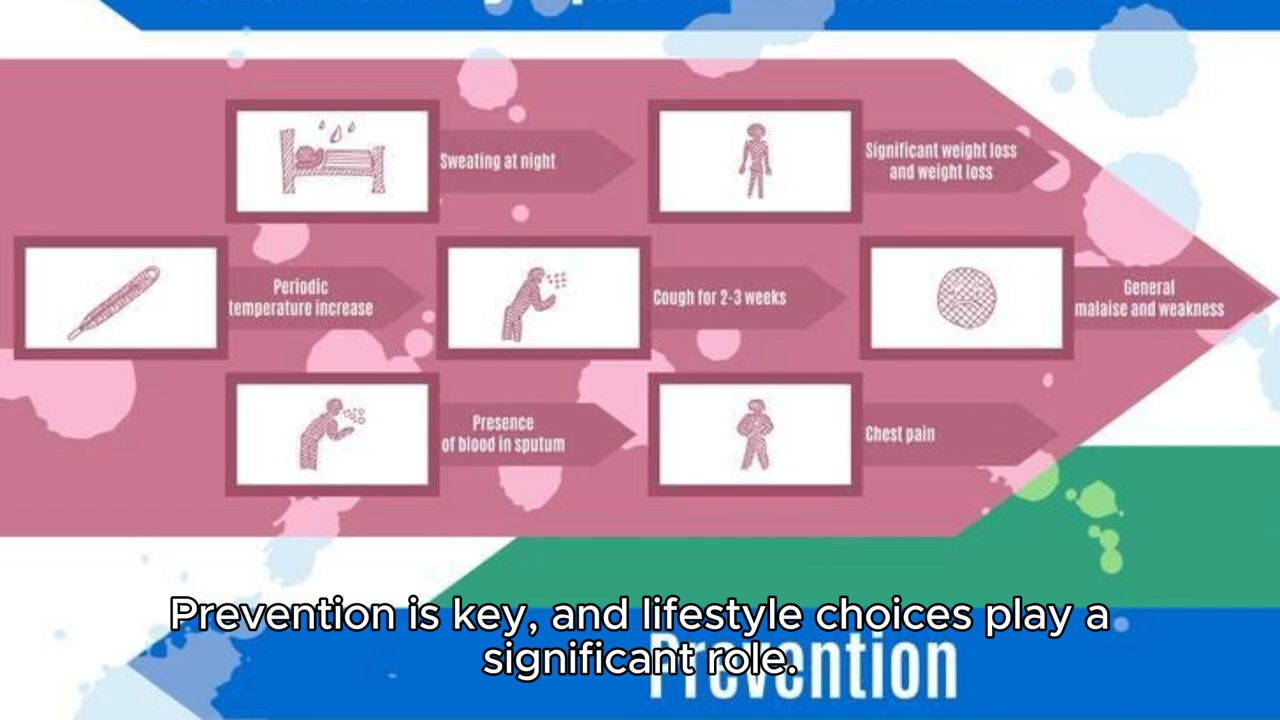 Sweating at night
Significant weight loss
and weight loss
Periodic
temperature increase
Cough for 2-3 weeks
General
malaise and weakness
Presence
of blood in sputum
Chest pain
Prevention is key, and lifestyle choices play a
significant role.
Prevention